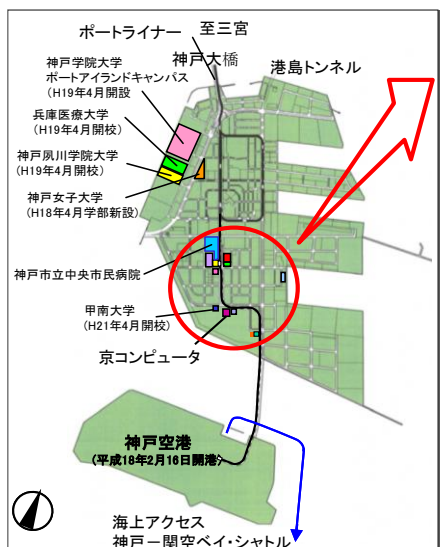 ポートライナー
至三宮
神戸大橋
港島トンネル
神戸学院大学
ポートアイランドキャンパス
（H19年4月開設
兵庫医療大学
（H19年4月開校）
神戸夙川学院大学
（H19年4月開校）
神戸女子大学
（H18年4月学部新設）
神戸市立中央市民病院
甲南大学
（H21年4月開校）
京コンピュータ
神戸空港
（平成18年2月16日開港）
海上アクセス
神戸－関空ベイ・シャトル